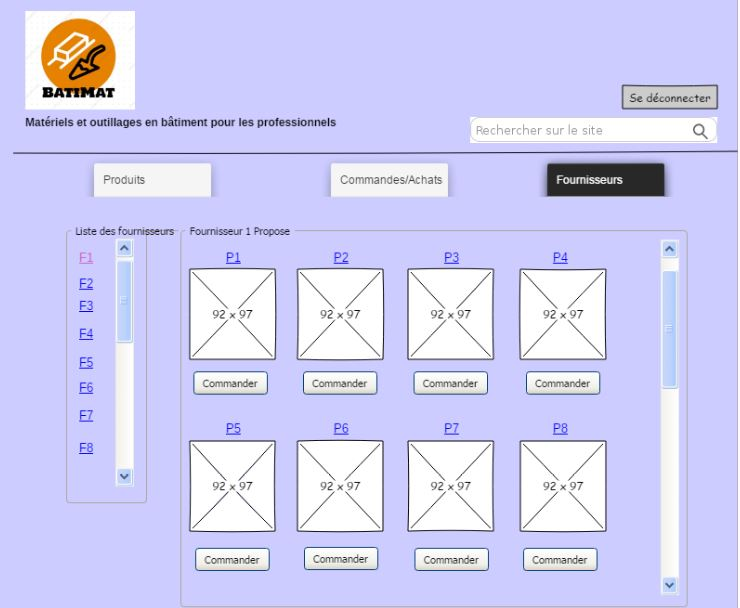 BATIMAT
Matériels et outillages en bâtiment pour les professionnels
Se déconnecter
Rechercher sur le site
Produits
Commandes/Achats
Fournisseurs
Liste des fournisseurs
F1
F2
F3
F4
F5
F6
F7
F8
Fournisseur 1 Propose
P1 P2 P3 P4
92 x 97 92 x 97 92 x 97 92 x 97
Commander Commander Commander Commander
P5 P6 P7 P8
92 x 97 92 x 97 92 x 97 92 x 97
Commander Commander Commander Commander